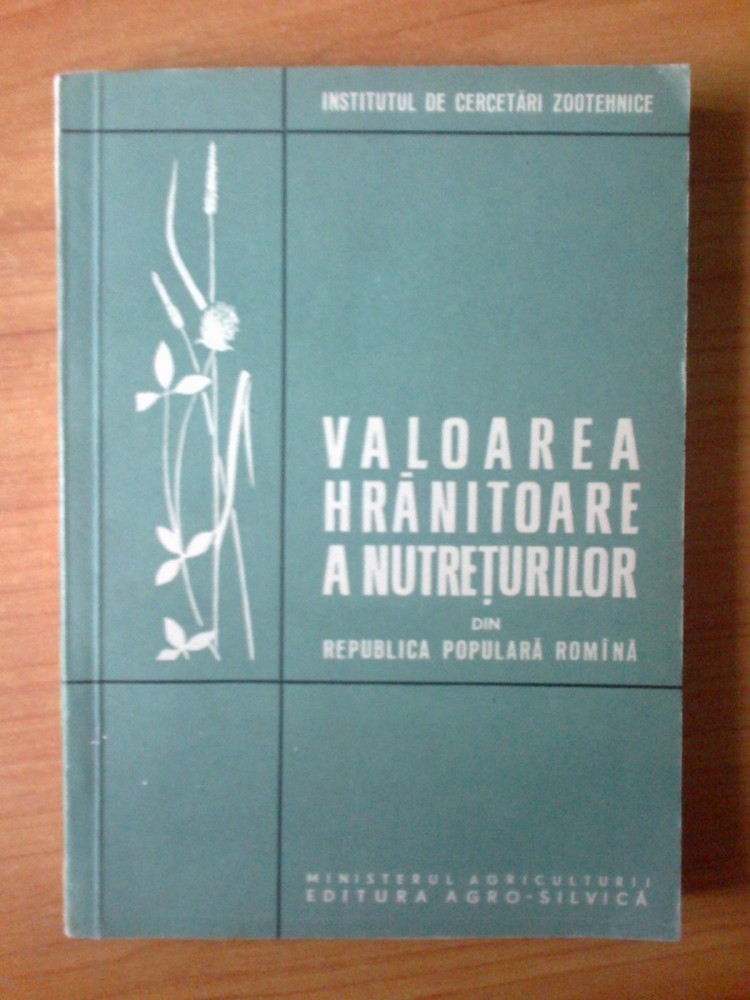 INSTITUTUL DE CERCETĂRI ZOOTEHNICE
VALOAREA
HRĂNITOARE
A NUTREȚURILOR
DIN
REPUBLICA POPULARĂ ROMÎNĂ
MINISTERUL AGRICULTURII
EDITURA AGRO-SILVICĂ